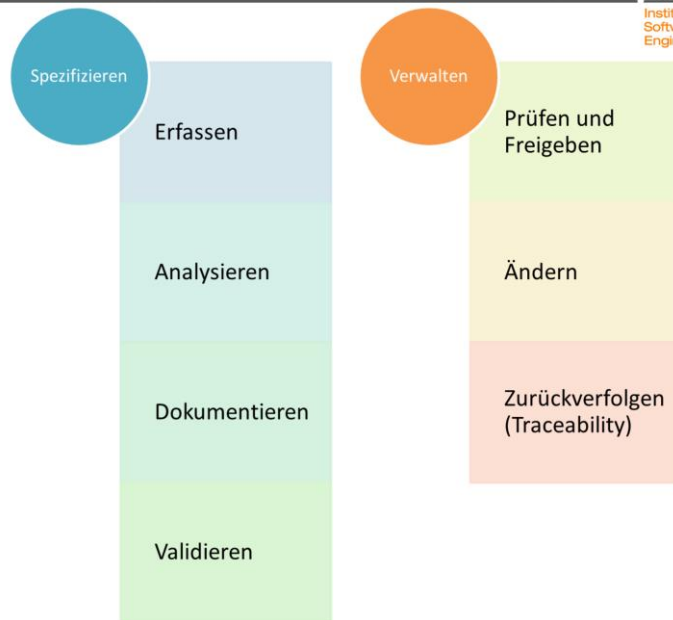 Spezifizieren
Erfassen
Analysieren
Dokumentieren
Validieren
Verwalten
Prüfen und
Freigeben
Ändern
Zurückverfolgen
(Traceability)